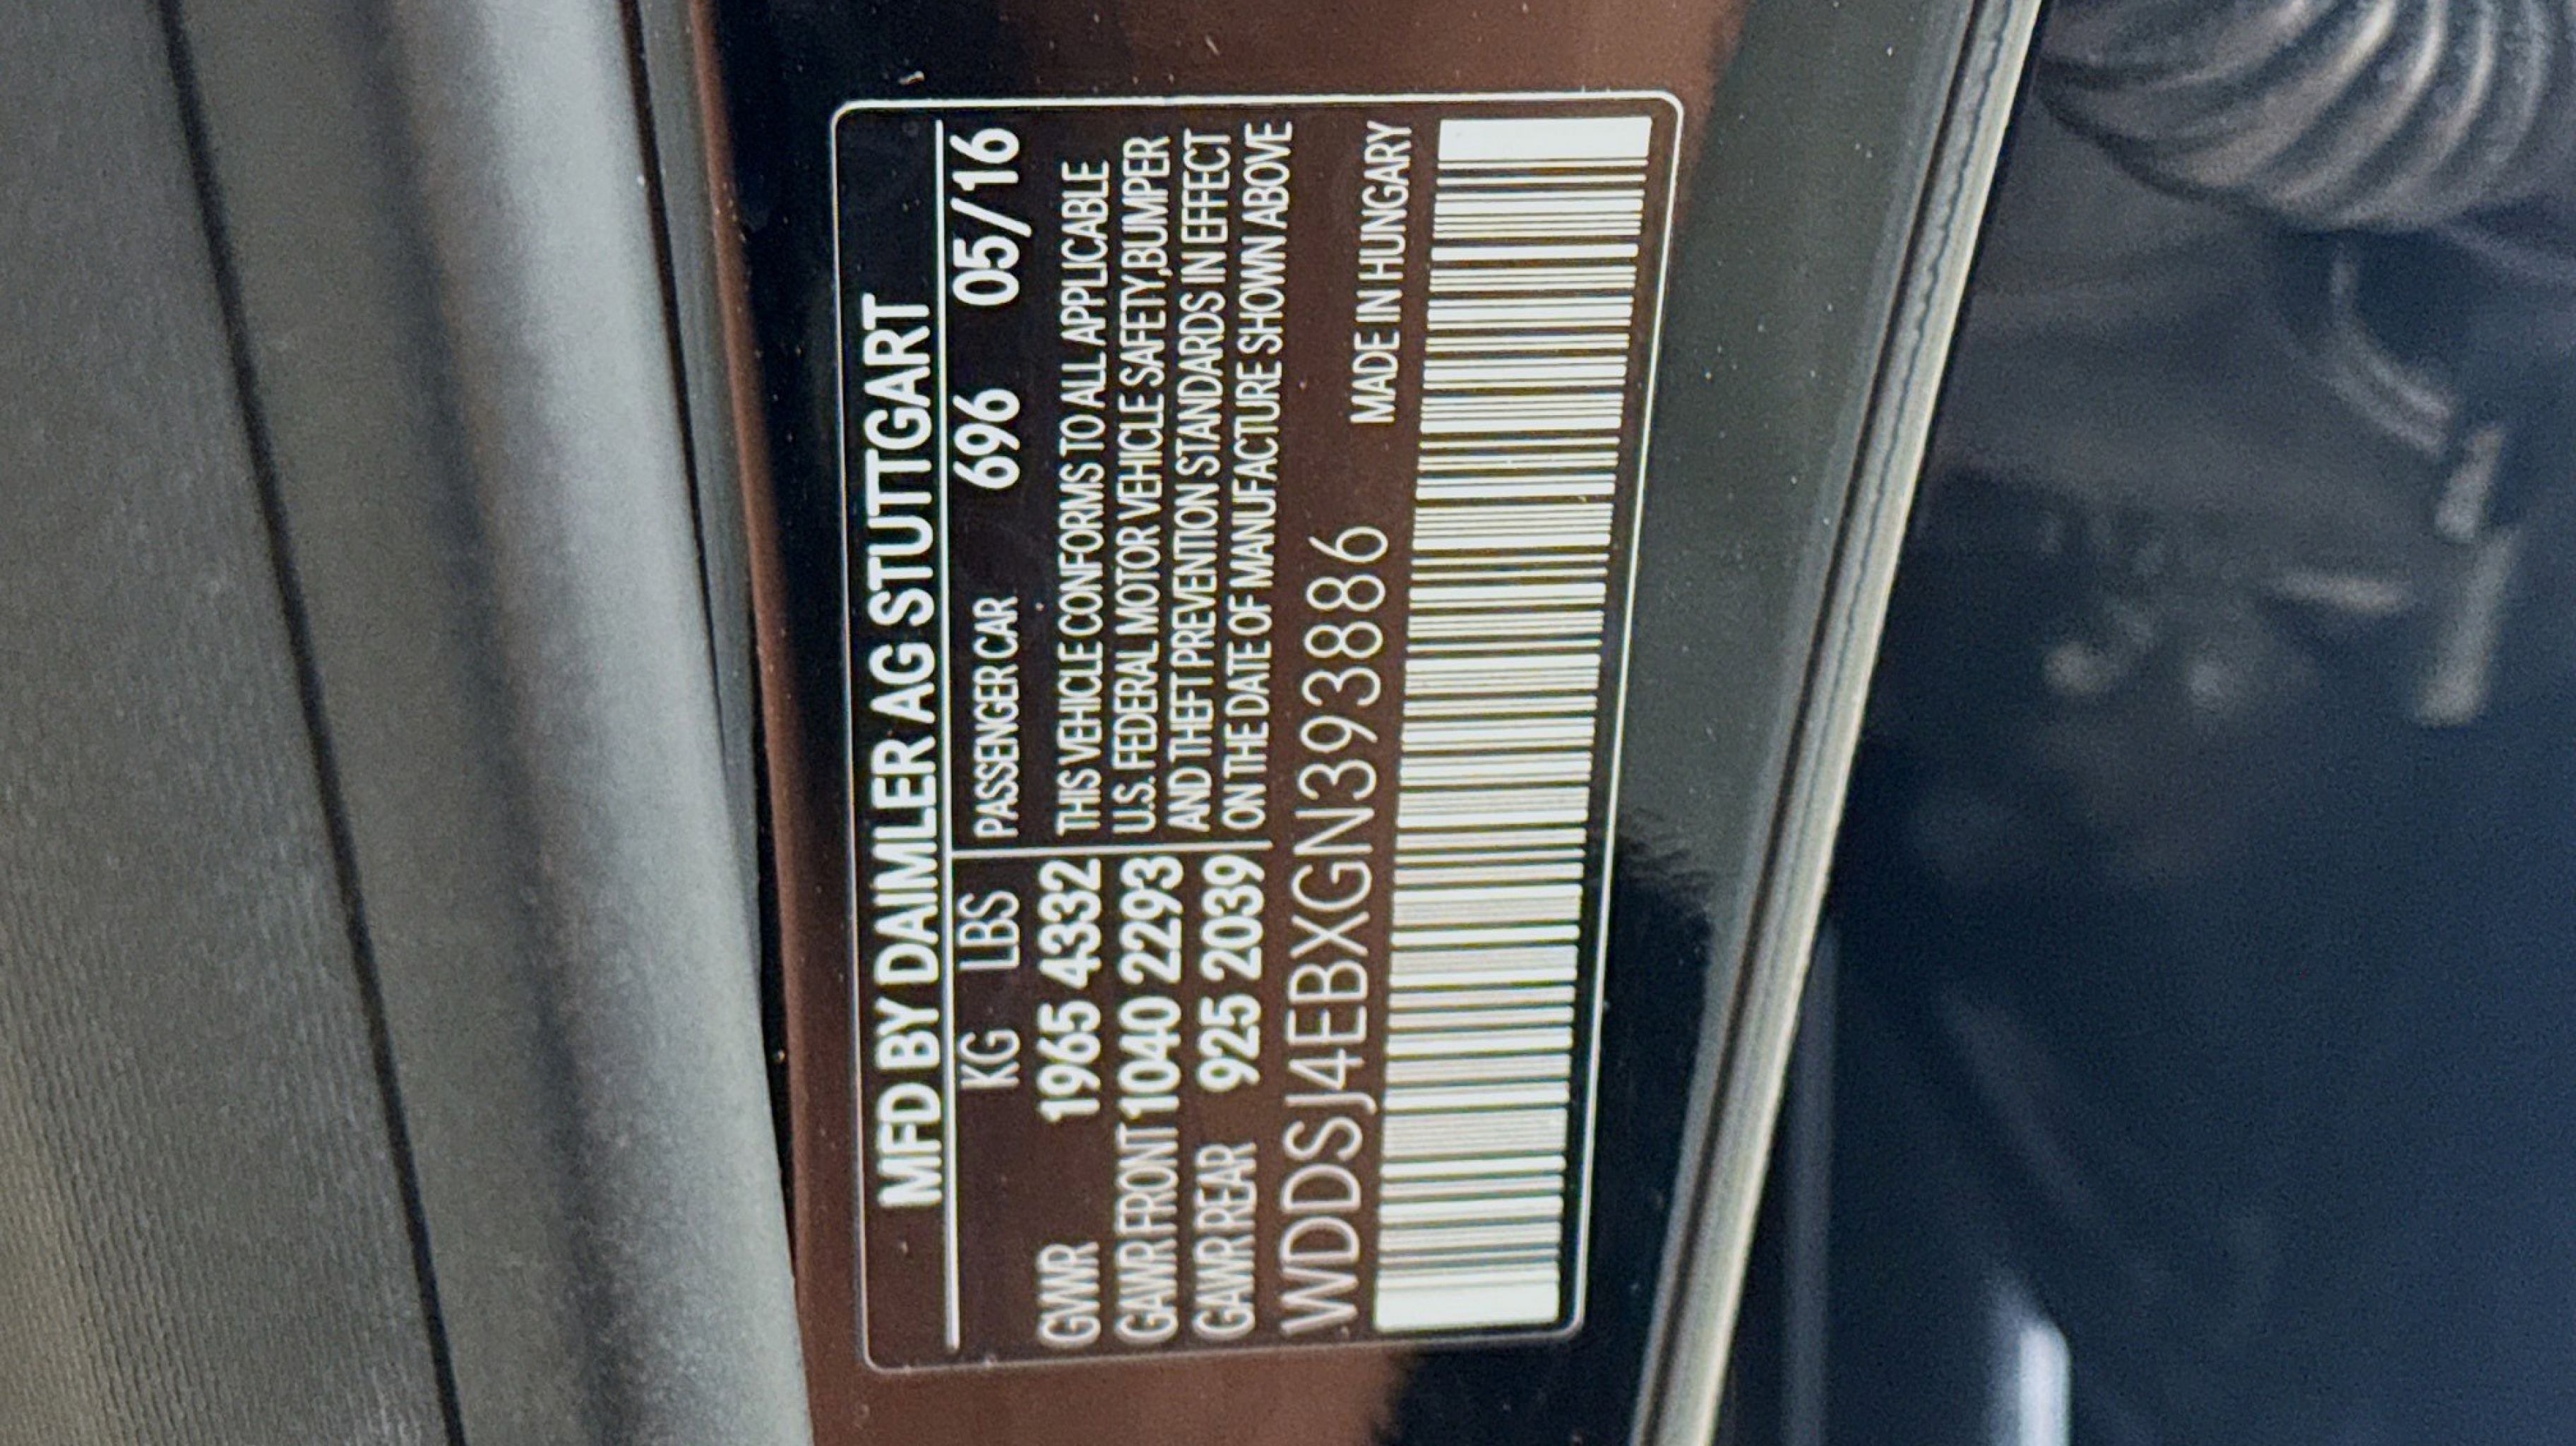 MFD BY DAIMLER AG STUTTGART
KG LBS PASSENGER CAR 696 05/16
GVWR 1965 4332 THIS VEHICLE CONFORMS TO ALL APPLICABLE
GAWR FRONT 1040 2293 U.S. FEDERAL MOTOR VEHICLE SAFETY,BUMPER
GAWR REAR 925 2039 AND THEFT PREVENTION STANDARDS IN EFFECT
ON THE DATE OF MANUFACTURE SHOWN ABOVE
WDDSJ4EBXGN393886 MADE IN HUNGARY